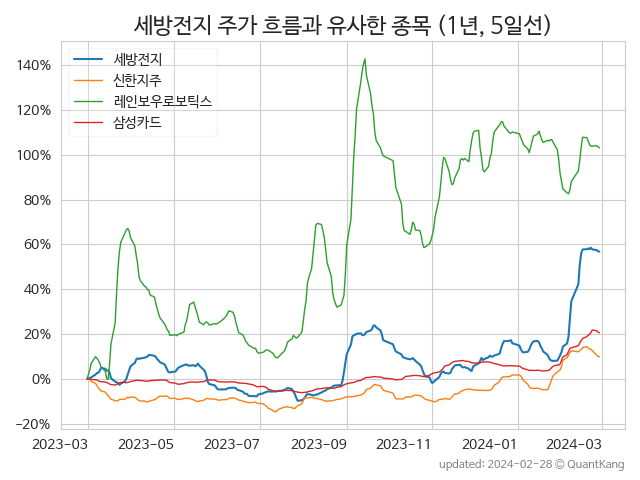 세방전지 주가 흐름과 유사한 종목 (1년, 5일선)
세방전지
신한지주
레인보우로보틱스
삼성카드
140%
120%
100%
80%
60%
40%
20%
0%
−20%
2023-03 2023-05 2023-07 2023-09 2023-11 2024-01 2024-03
updated: 2024-02-28 © QuantKang